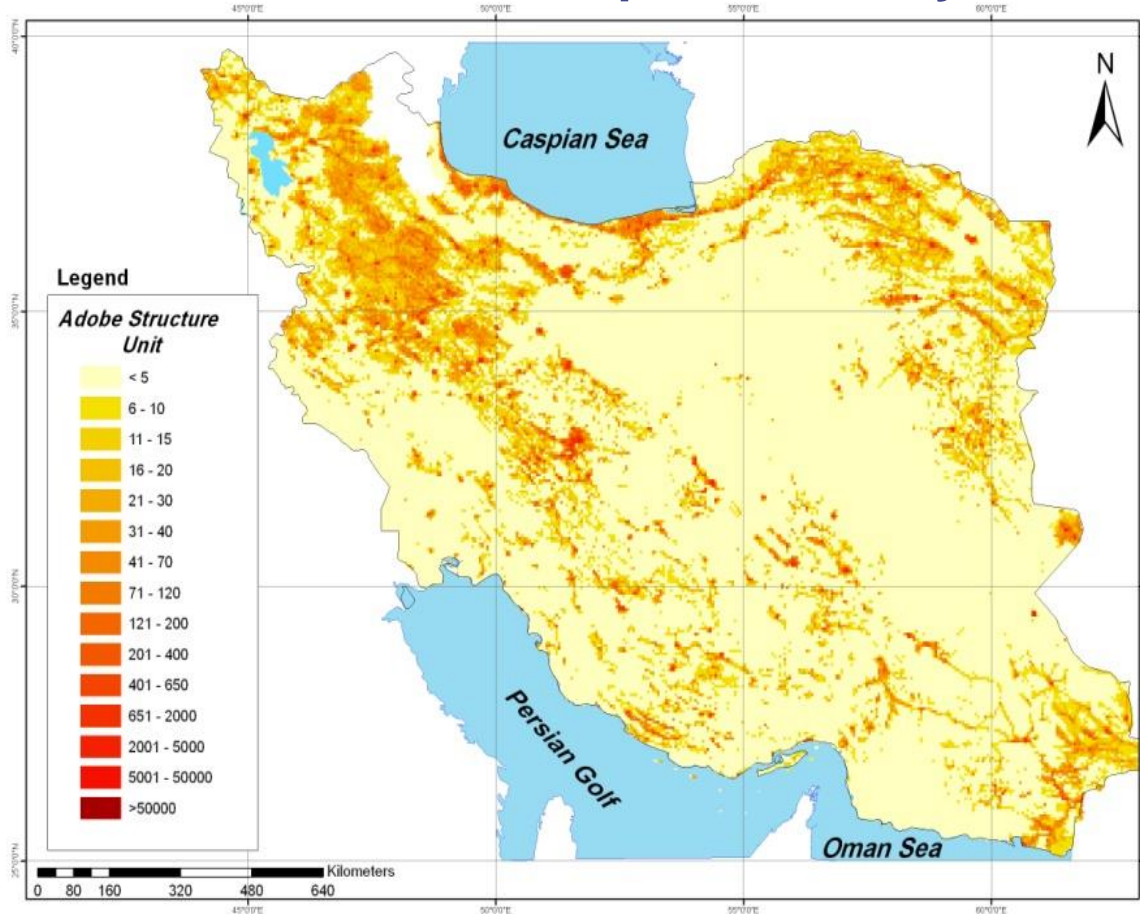 45°0'0"E 50°0'0"E 55°0'0"E 60°0'0"E
40°0'0"N
N
Caspian Sea
Legend
Adobe Structure
Unit
< 5
6 - 10
11 - 15
16 - 20
21 - 30
31 - 40
41 - 70
71 - 120
121 - 200
201 - 400
401 - 650
651 - 2000
2001 - 5000
5001 - 50000
>50000
35°0'0"N
30°0'0"N
Persian Golf
Oman Sea
25°0'0"N
Kilometers
0 80 160 320 480 640
45°0'0"E 50°0'0"E 55°0'0"E 60°0'0"E